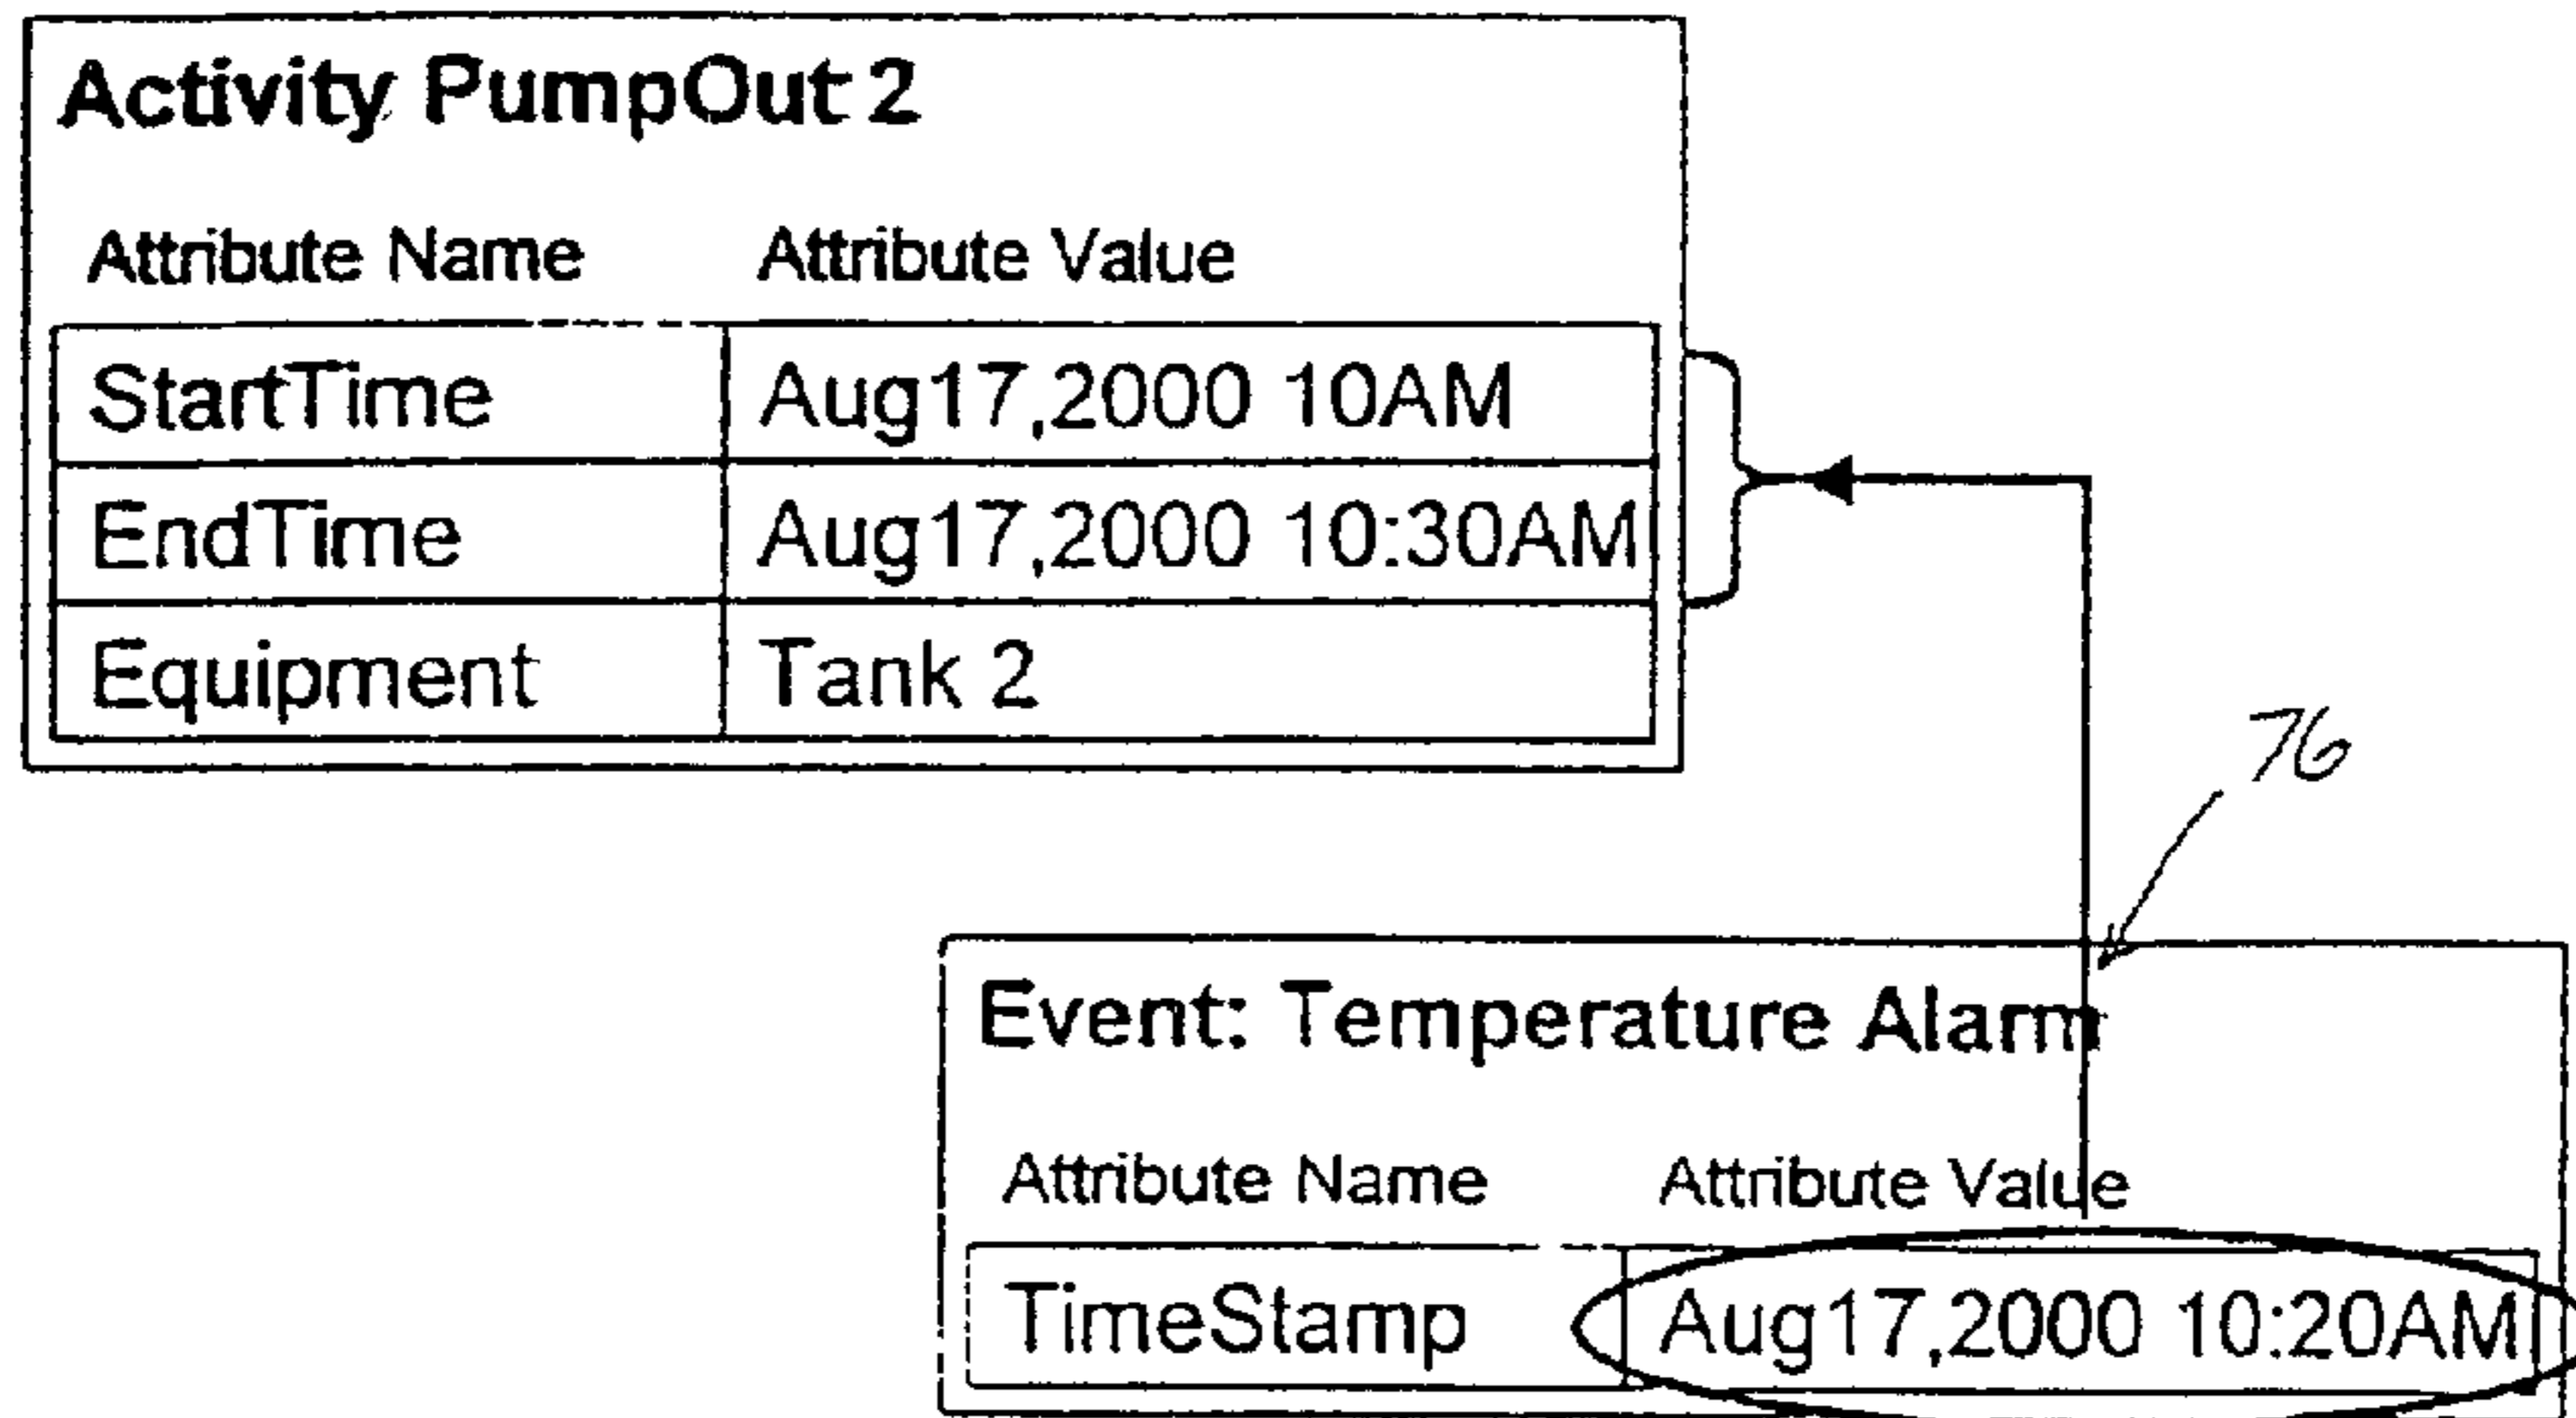 Activity PumpOut 2
Attribute Name Attribute Value
StartTime Aug17,2000 10AM
EndTime Aug17,2000 10:30AM
Equipment Tank 2
76
Event: Temperature Alarm
Attribute Name Attribute Value
TimeStamp Aug17,2000 10:20AM